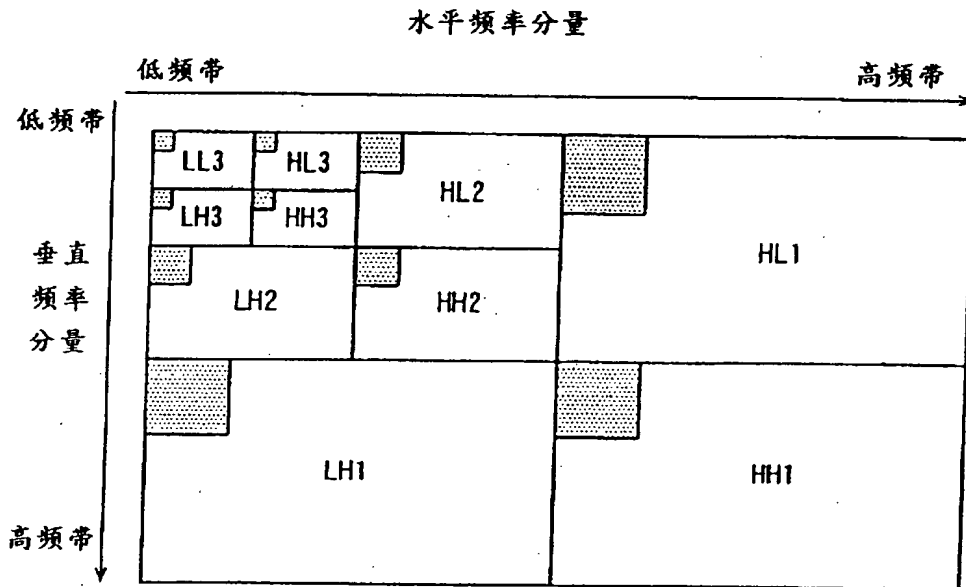 水平频率分量
低频带
高频带
低频带
LL3
HL3
HL2
HL1
LH3
HH3
垂直
频率
分量
LH2
HH2
LH1
HH1
高频带